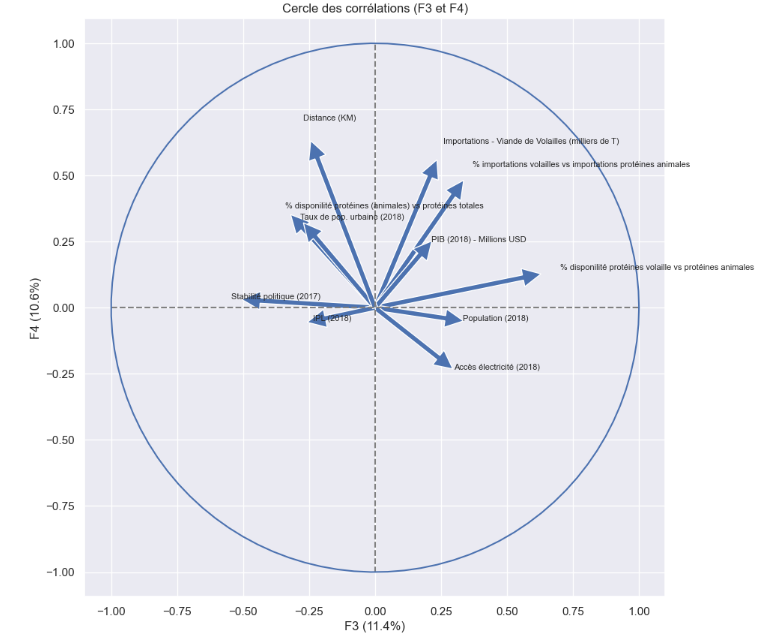 Cercle des corrélations (F3 et F4)
1.00
0.75
0.50
0.25
0.00
−0.25
−0.50
−0.75
−1.00
F4 (10.6%)
Distance (KM)
Importations - Viande de Volailles (milliers de T)
% importations volailles vs importations protéines animales
% disponilité protéines (animales) vs protéines totales
Taux de pop. urbaine (2018)
PIB (2018) - Millions USD
% disponilité protéines volaille vs protéines animales
Stabilité politique (2017)
(2018)
Population (2018)
Accès électricité (2018)
−1.00 −0.75 −0.50 −0.25 0.00 0.25 0.50 0.75 1.00
F3 (11.4%)